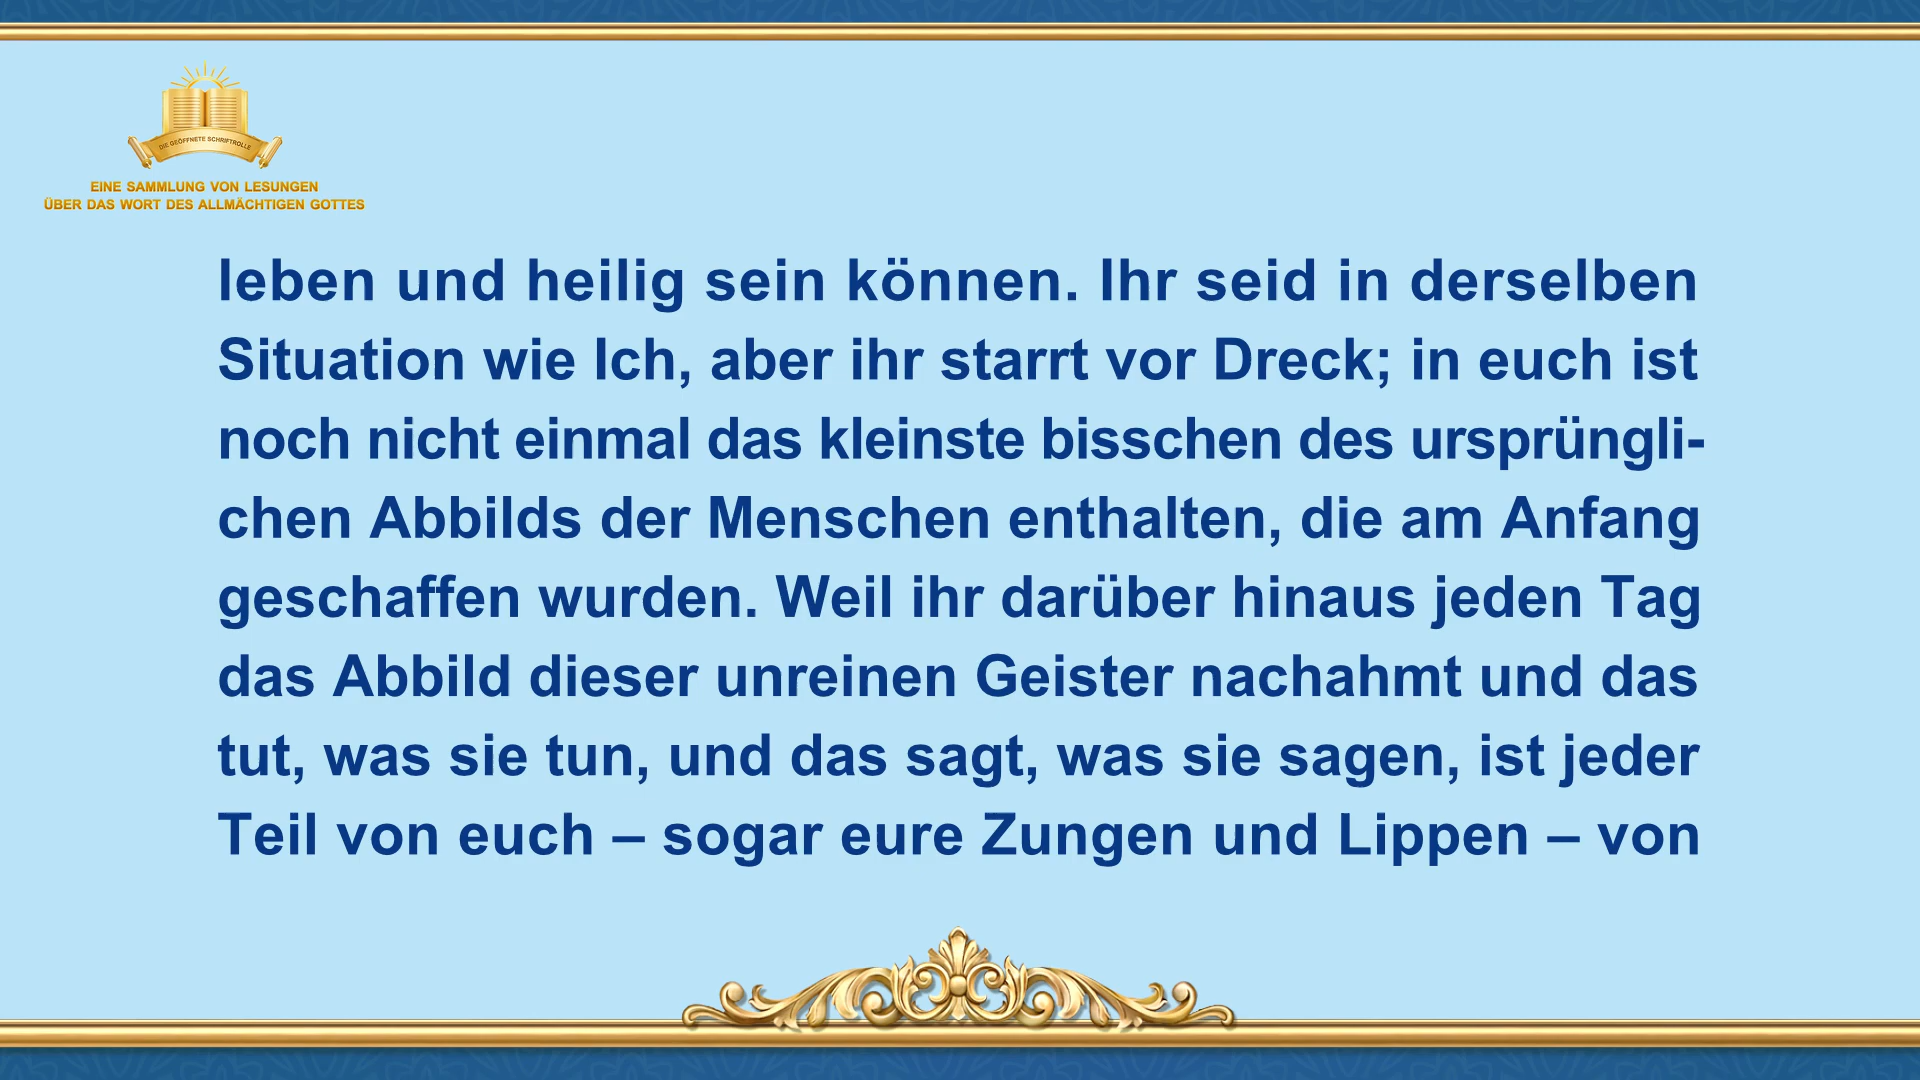 DIE GEÖFFNETE SCHRIFTROLLE
EINE SAMMLUNG VON LESUNGEN
ÜBER DAS WORT DES ALLMÄCHTIGEN GOTTES
leben und heilig sein können. Ihr seid in derselben
Situation wie Ich, aber ihr starrt vor Dreck; in euch ist
noch nicht einmal das kleinste bisschen des ursprüngli-
chen Abbilds der Menschen enthalten, die am Anfang
geschaffen wurden. Weil ihr darüber hinaus jeden Tag
das Abbild dieser unreinen Geister nachahmt und das
tut, was sie tun, und das sagt, was sie sagen, ist jeder
Teil von euch – sogar eure Zungen und Lippen – von